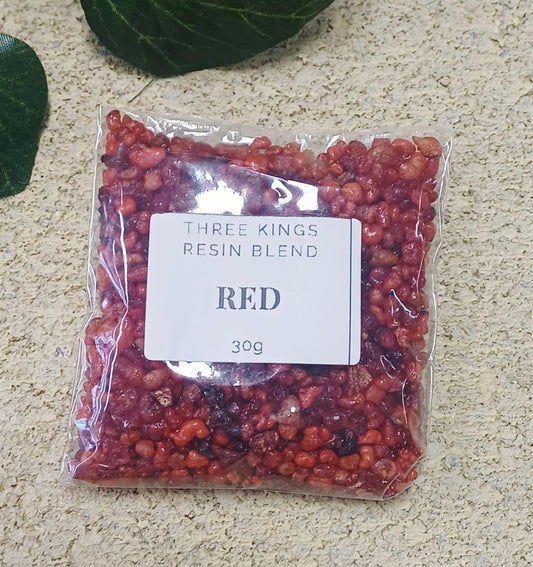 THREE KINGS
RESIN BLEND
RED
30g